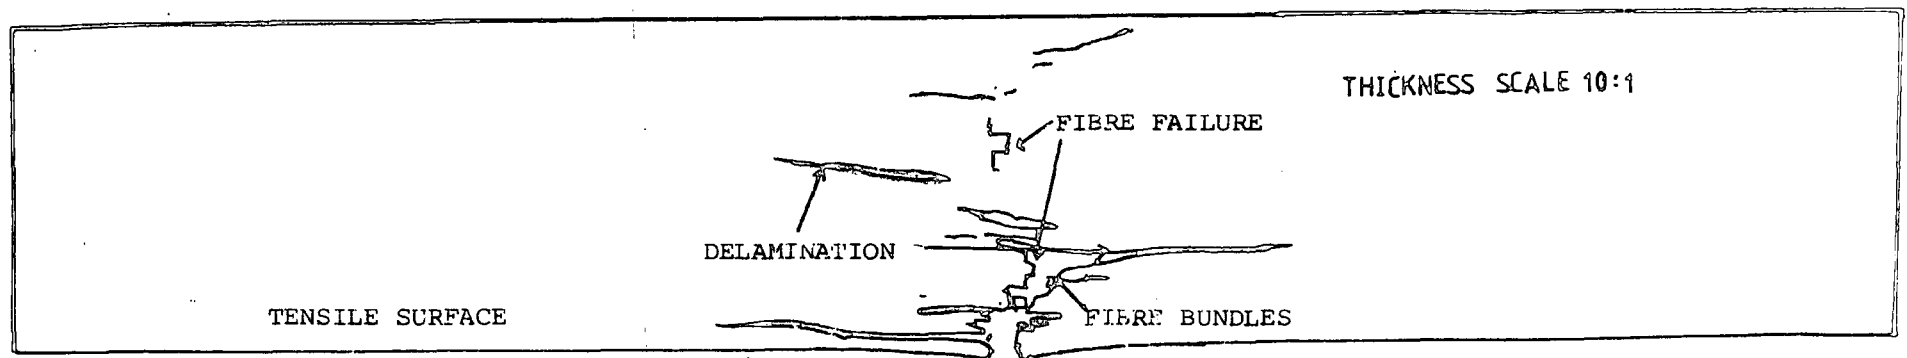 THICKNESS SCALE 10:1
FIBRE FAILURE
DELAMINATION
TENSILE SURFACE
FIBRE BUNDLES